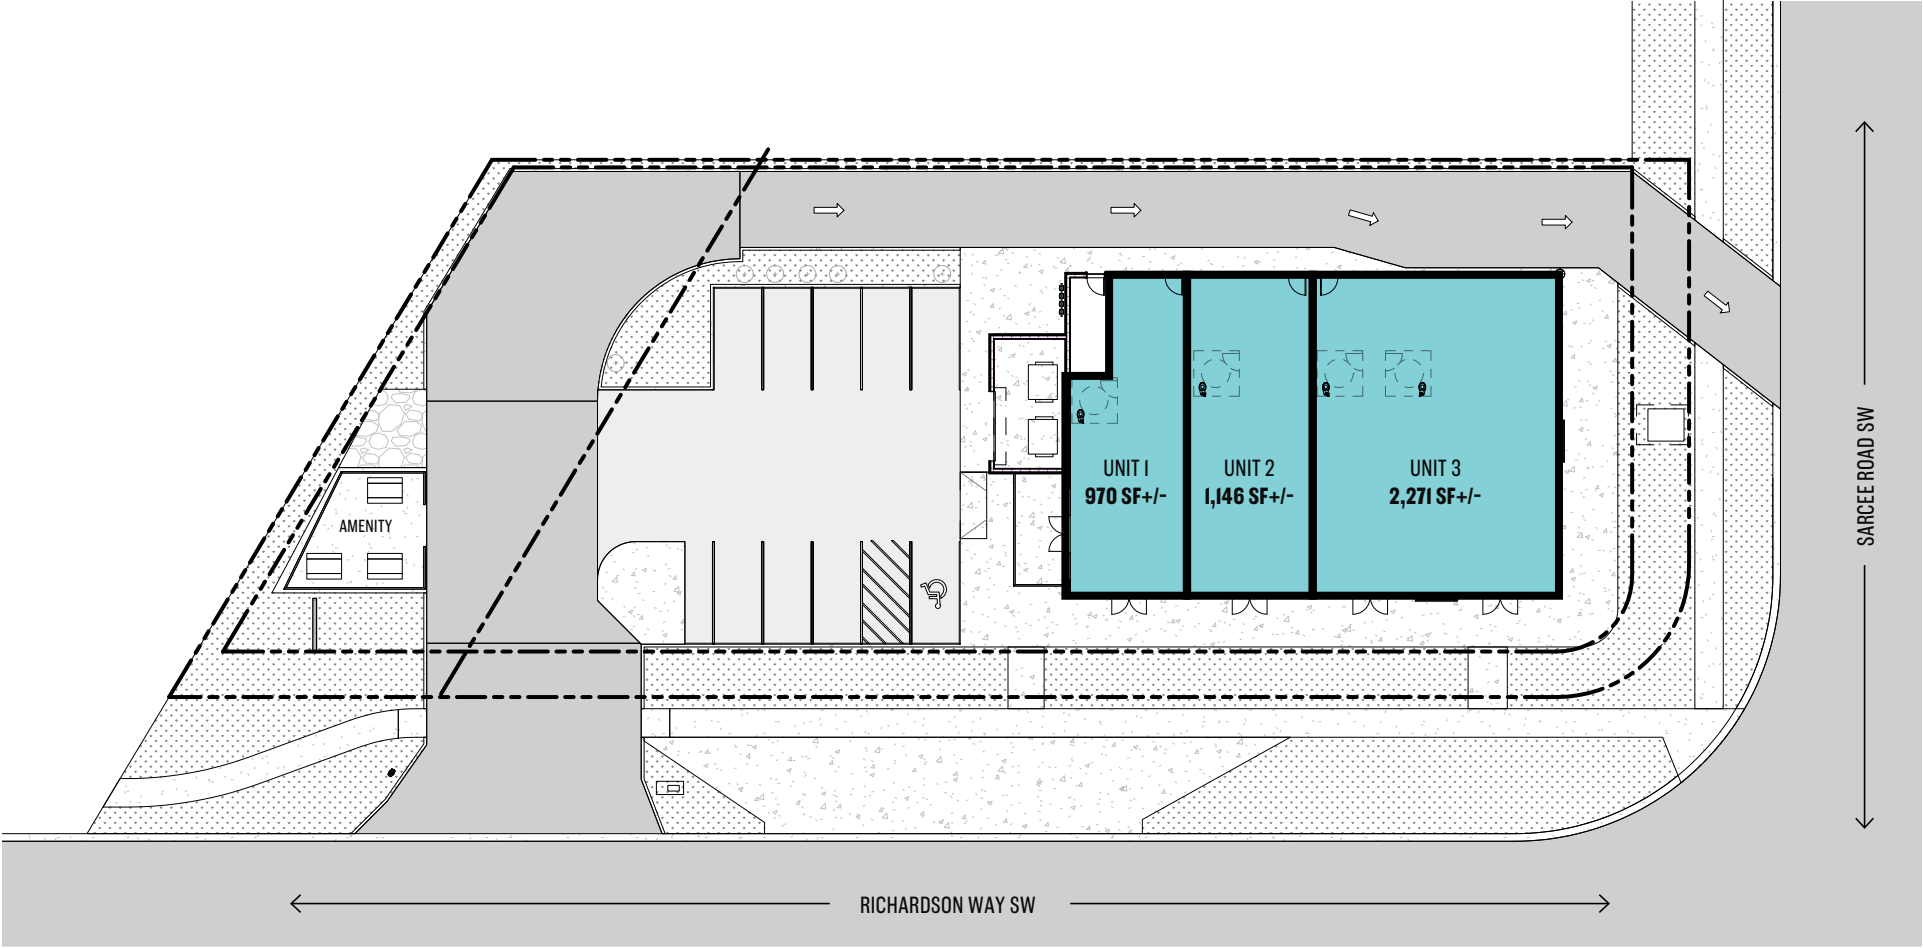 UNIT 1
970 SF+/-
UNIT 2
1,146 SF+/-
UNIT 3
2,271 SF+/-
AMENITY
SARCEE ROAD SW
RICHARDSON WAY SW